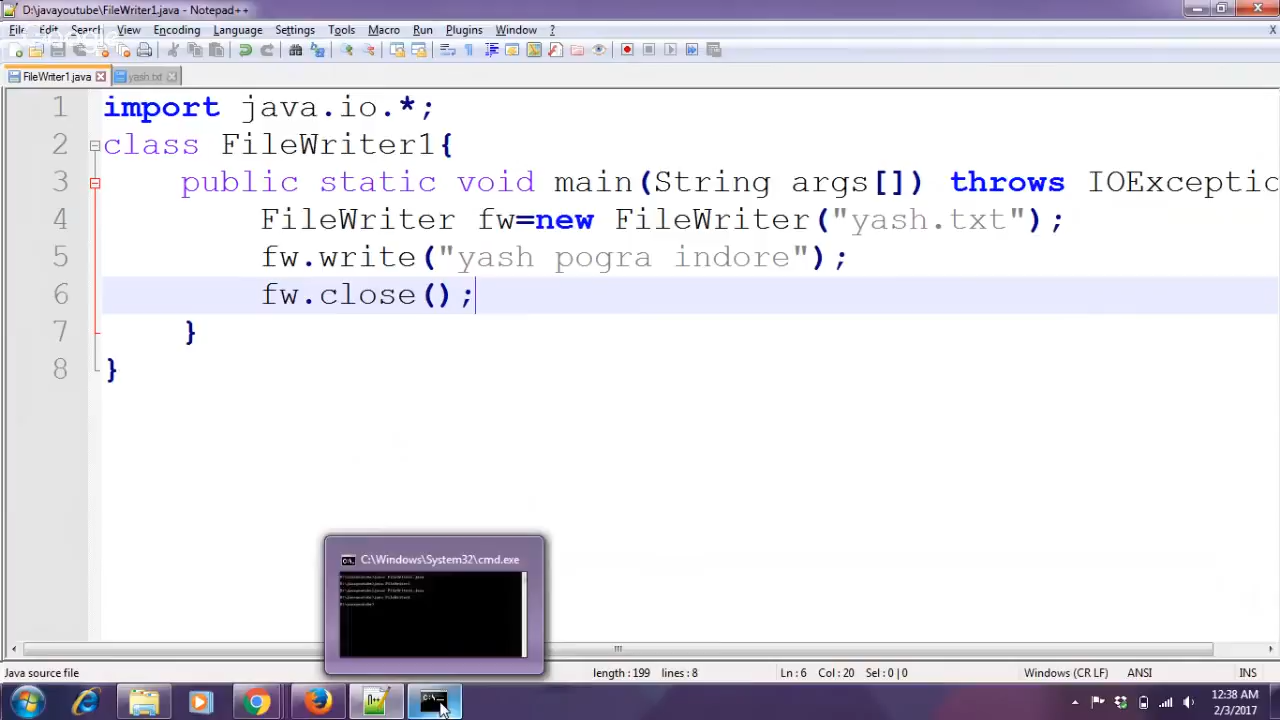 D:\javayoutube\FileWriter1.java - Notepad++
File Edit Search View Encoding Language Settings Tools Macro Run Plugins Window ? X
FileWriter1.java yash.txt
1 import java.io.*;
2 class FileWriter1{
3 public static void main(String args[]) throws IOExceptio
4 FileWriter fw=new FileWriter("yash.txt");
5 fw.write("yash pogra indore");
6 fw.close();
7 }
8 }
C:\Windows\System32\cmd.exe
Java source file length : 199 lines : 8 Ln : 6 Col : 20 Sel : 0 | 0 Windows (CR LF) ANSI INS
12:38 AM
2/3/2017